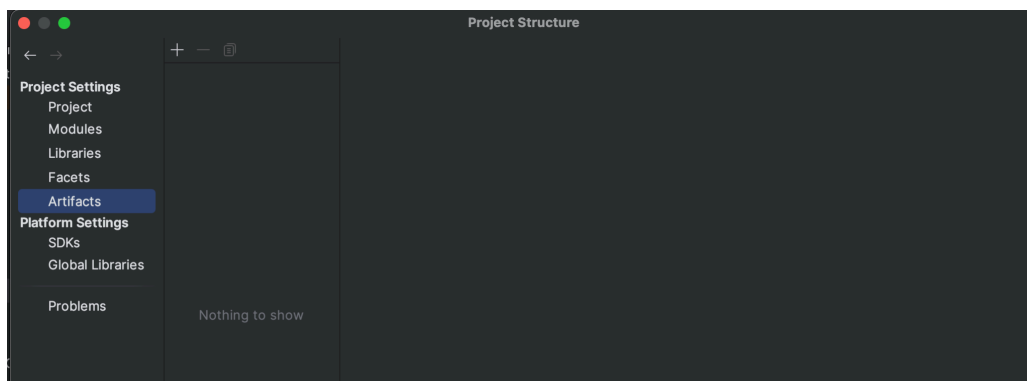 Project Structure
Project Settings
Project
Modules
Libraries
Facets
Artifacts
Platform Settings
SDKs
Global Libraries
Problems
Nothing to show